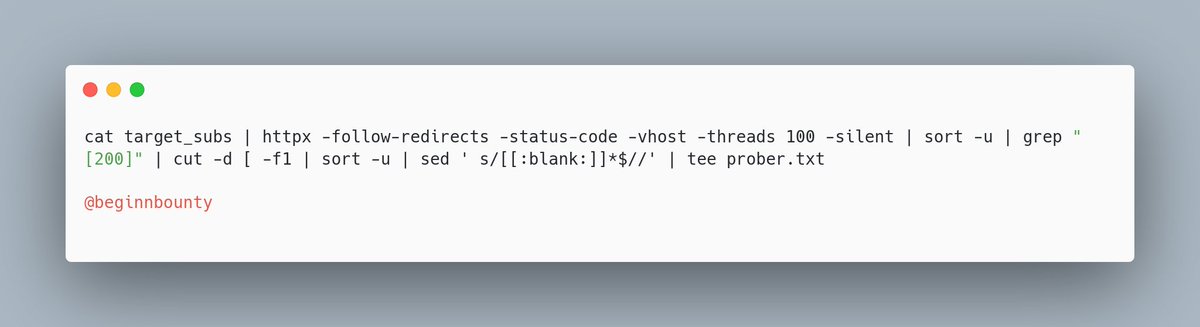 cat target_subs | httpx -follow-redirects -status-code -vhost -threads 100 -silent | sort -u | grep "
[200]" | cut -d [ -f1 | sort -u | sed ' s/[[:blank:]]*$//' | tee prober.txt
@beginnbounty